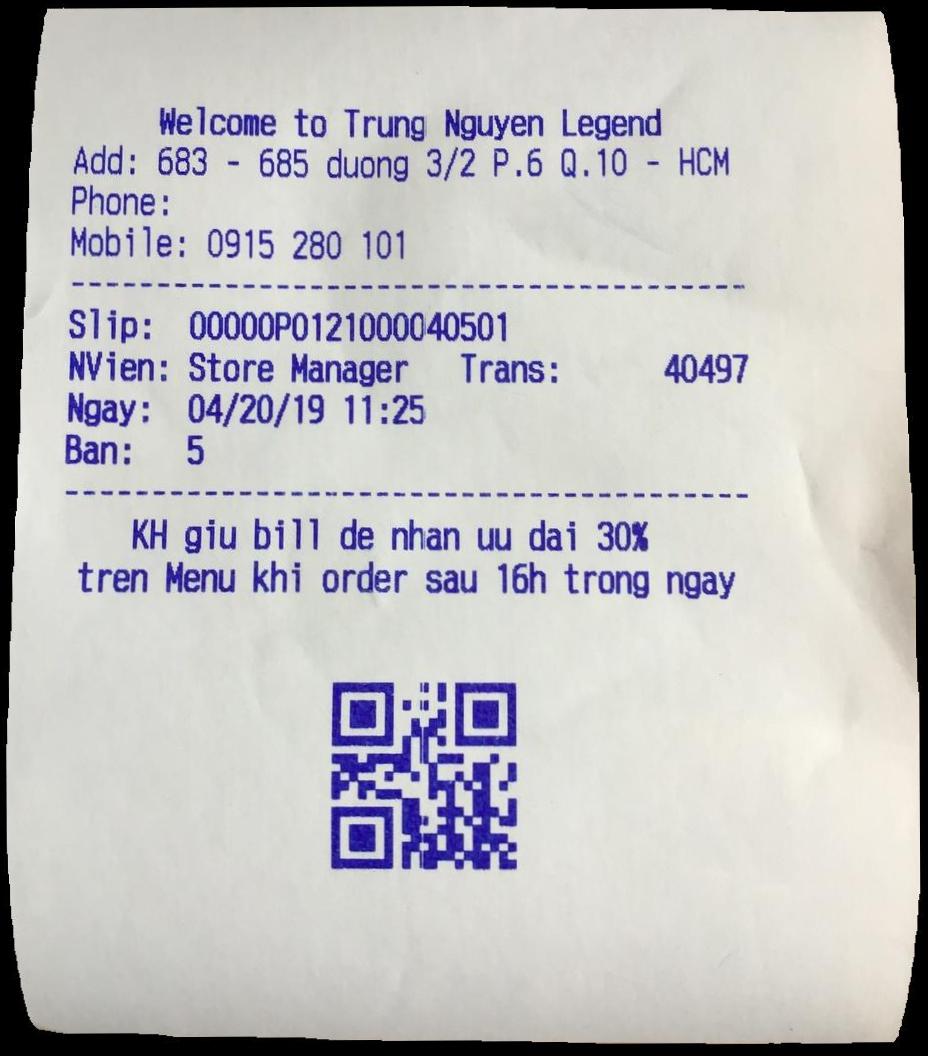 Welcome to Trung Nguyen Legend
Add: 683 - 685 duong 3/2 P.6 Q.10 - HCM
Phone:
Mobile: 0915 280 101
Slip: 00000P0121000040501
NVien: Store Manager Trans: 40497
Ngay: 04/20/19 11:25
Ban: 5
KH giu bill de nhan uu dai 30%
tren Menu khi order sau 16h trong ngay